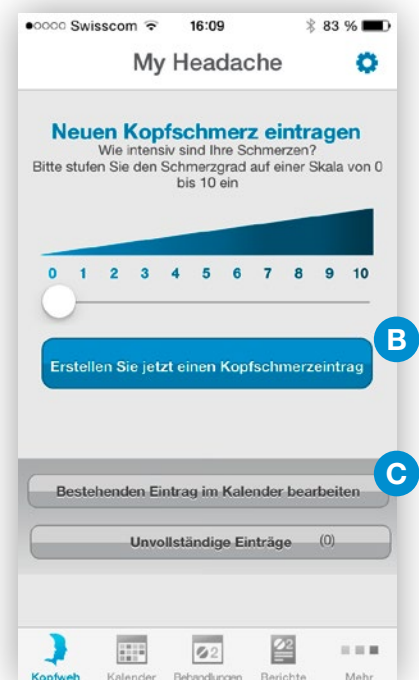 Swisscom 16:09 83 %
My Headache
Neuen Kopfschmerz eintragen
Wie intensiv sind Ihre Schmerzen?
Bitte stufen Sie den Schmerzgrad auf einer Skala von 0
bis 10 ein
0 1 2 3 4 5 6 7 8 9 10
B
Erstellen Sie jetzt einen Kopfschmerzeintrag
C
Bestehenden Eintrag im Kalender bearbeiten
Unvollständige Einträge (0)
Kopfweh Kalender Behandlungen Berichte Mehr